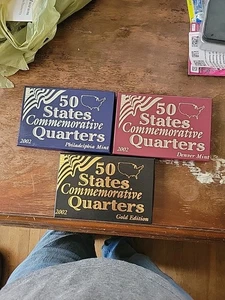 50
States
Commemorative
Quarters
2002
Philadelphia Mint
50
States
Commemorative
Quarters
2002
Denver Mint
50
States
Commemorative
Quarters
2002
Gold Edition